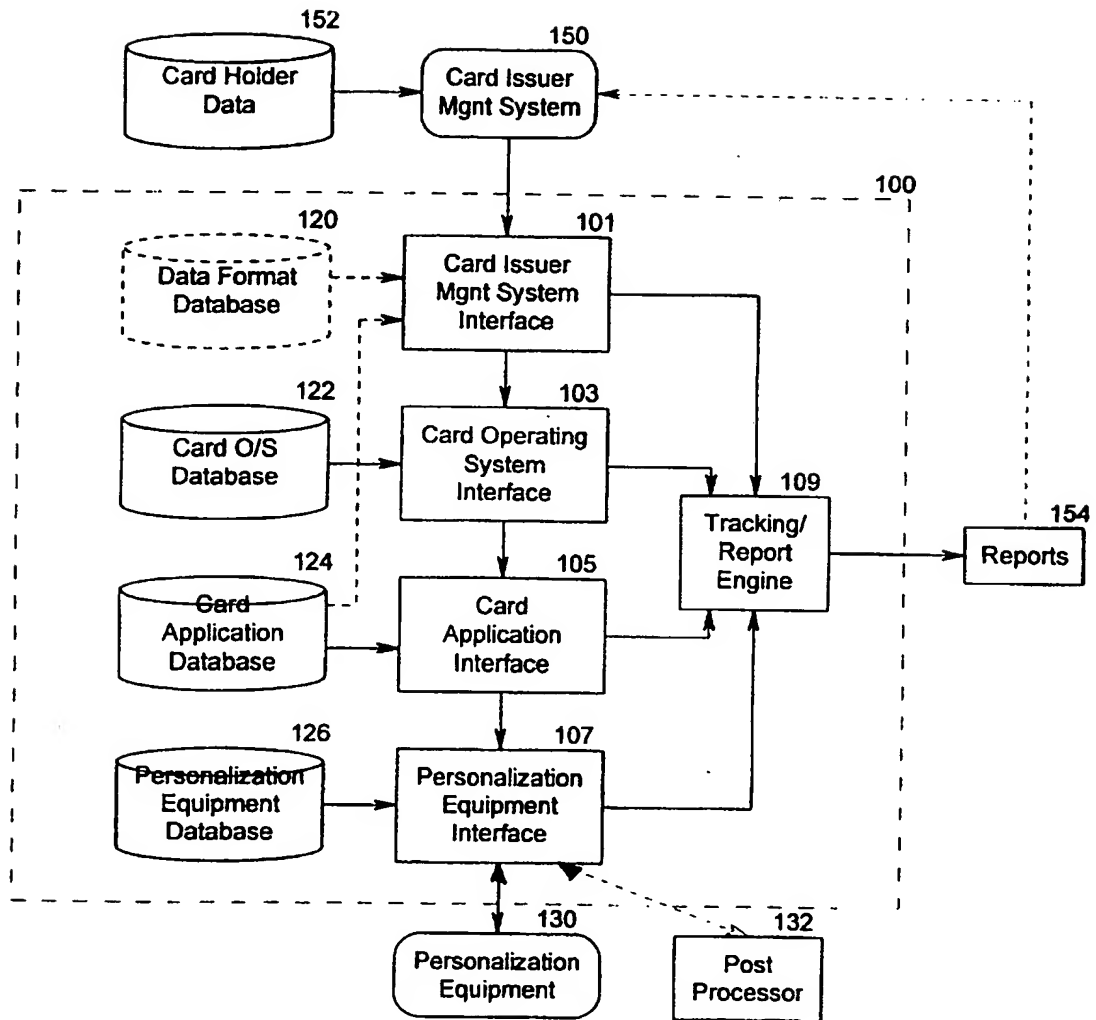 152
Card Holder
Data
150
Card Issuer
Mgnt System
100
120
Data Format
Database
101
Card Issuer
Mgnt System
Interface
122
Card O/S
Database
103
Card Operating
System
Interface
109
Tracking/
Report
Engine
154
Reports
124
Card
Application
Database
105
Card
Application
Interface
126
Personalization
Equipment
Database
107
Personalization
Equipment
Interface
130
Personalization
Equipment
132
Post
Processor